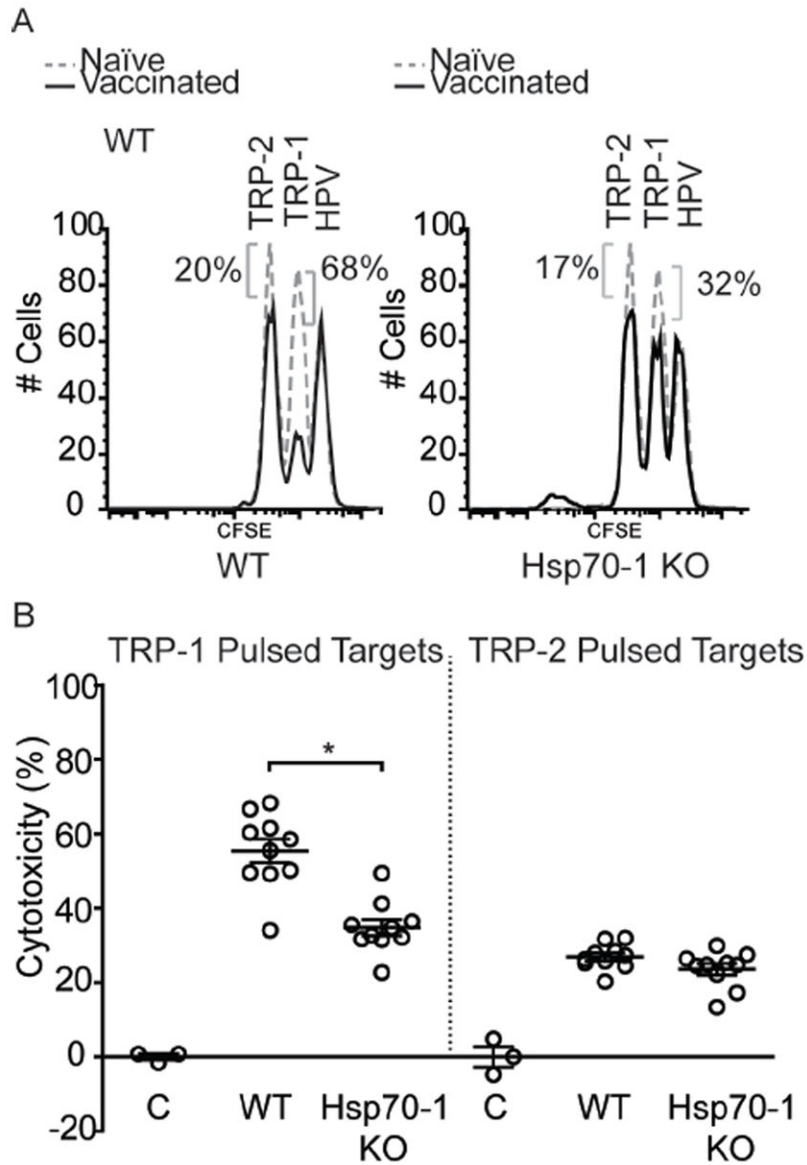 A
Naïve
Vaccinated
Naïve
Vaccinated
WT
TRP-2
TRP-1
HPV
TRP-2
TRP-1
HPV
100
80
60
40
20
0
# Cells
20%
68%
CFSE
WT
100
80
60
40
20
0
# Cells
17%
32%
CFSE
Hsp70-1 KO
B
TRP-1 Pulsed Targets
TRP-2 Pulsed Targets
Cytotoxicity (%)
100
80
60
40
20
0
-20
*
C
WT
Hsp70-1
KO
C
WT
Hsp70-1
KO